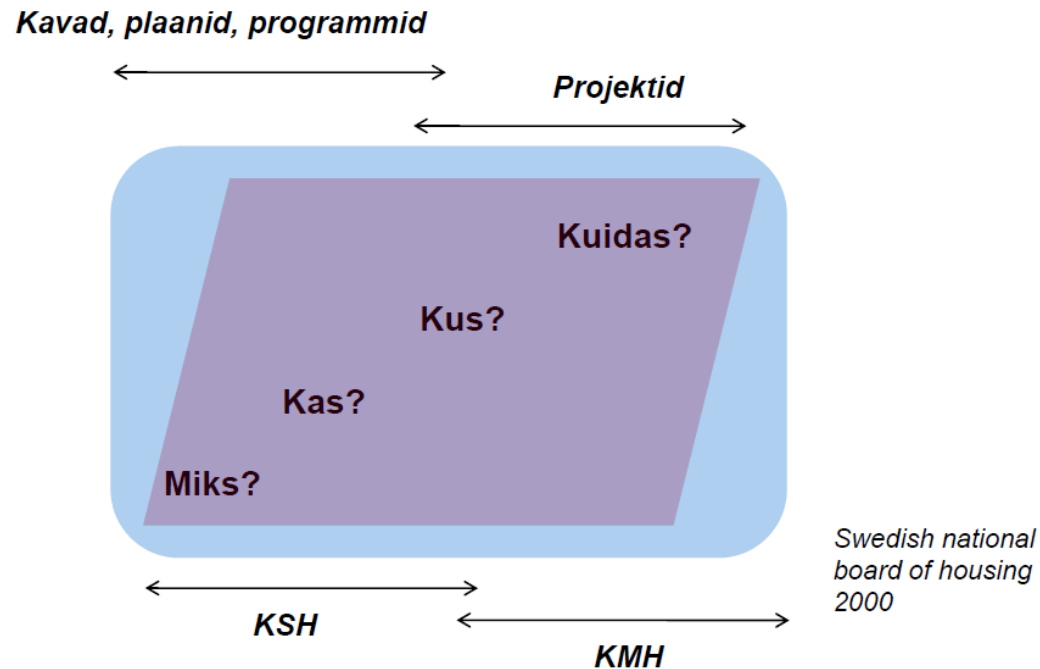 Kavad, plaanid, programmid
Projektid
Kuidas?
Kus?
Kas?
Miks?
Swedish national
board of housing
2000
KSH
KMH